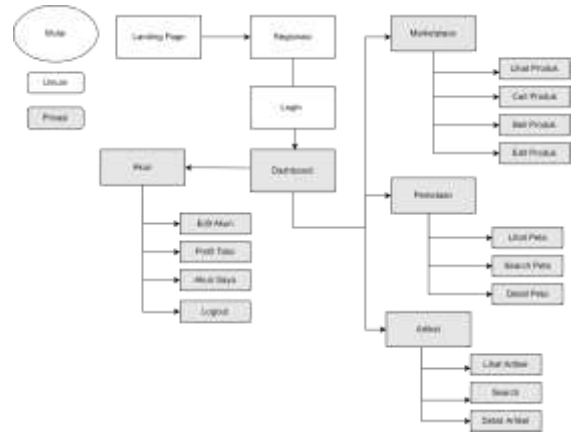 Mulai
Landing Page
Registrasi
Marketplace
Umum
Privasi
Lihat Produk
Cari Produk
Login
Beli Produk
Edit Produk
Akun
Dashboard
Pemetaan
Edit Akun
Lihat Peta
Profil Toko
Search Peta
Akun Saya
Detail Peta
Logout
Artikel
Lihat Artikel
Search
Detail Artikel